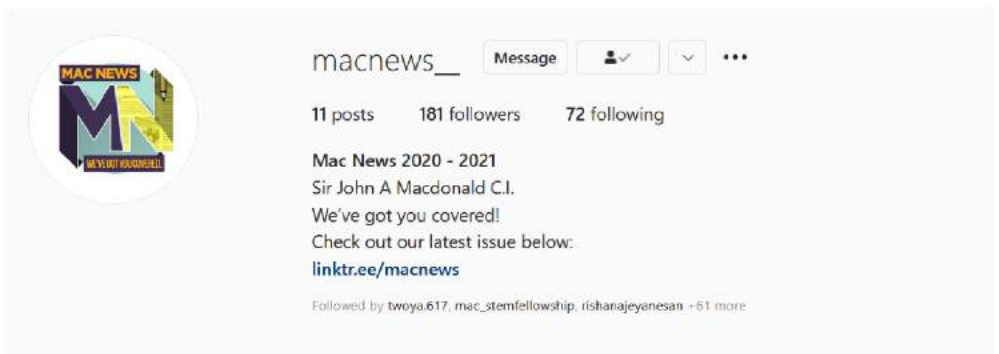 MAC NEWS
MN
WE'VE GOT YOU COVERED.
macnews__ Message
11 posts 181 followers 72 following
Mac News 2020 - 2021
Sir John A Macdonald C.I.
We've got you covered!
Check out our latest issue below:
linktr.ee/macnews
Followed by twoya.617, mac_stemfellowship, rishanajeyanesan +61 more